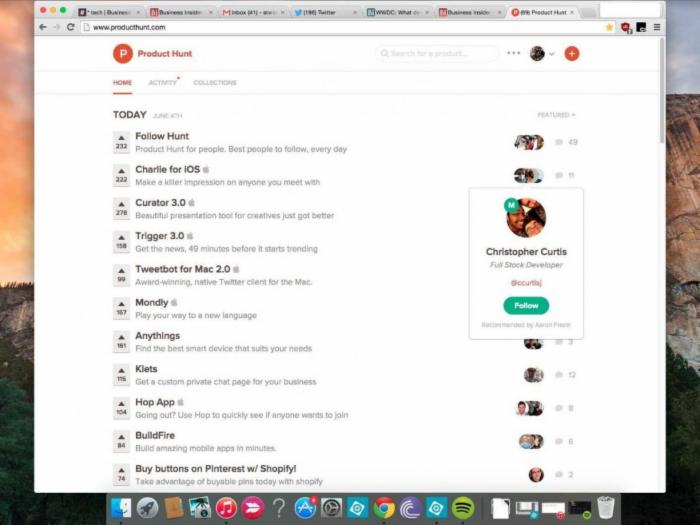 # * tech | Business
Business Insider
Inbox (41) -
(196) Twitter
WWDC: What do
Business Inside
(69) Product Hunt
www.producthunt.com
P Product Hunt
Search for a product...
HOME ACTIVITY COLLECTIONS
TODAY JUNE 4TH
FEATURED
Follow Hunt
232
Product Hunt for people. Best people to follow, every day
49
Charlie for iOS
222
Make a killer impression on anyone you meet with
11
Curator 3.0
278
Beautiful presentation tool for creatives just got better
Trigger 3.0
158
Get the news, 49 minutes before it starts trending
Tweetbot for Mac 2.0
99
Award-winning, native Twitter client for the Mac.
Mondly
167
Play your way to a new language
M
Christopher Curtis
Full Stock Developer
@ccurtisj
Follow
Recommended by Aaron
Anythings
161
Find the best smart device that suits your needs
3
Klets
115
Get a custom private chat page for your business
12
Hop App
104
Going out? Use Hop to quickly see if anyone wants to join
8
BuildFire
84
Build amazing mobile apps in minutes.
6
Buy buttons on Pinterest w/ Shopify!
74
Take advantage of buyable pins today with shopify
2